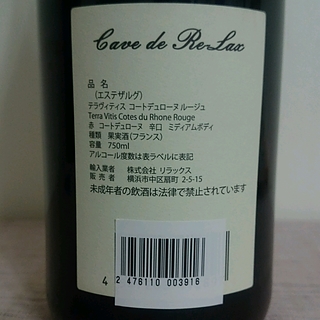 Cave de Re-Lax
品 名
(エステザルグ)
テラヴィティス コートデュローヌ ルージュ
Terra Vitis Cotes du Rhone Rouge
赤 コートデュローヌ 辛口 ミディアムボディ
種類 果実酒(フランス)
容量 750ml
アルコール度数は表ラベルに表記
輸入業者 株式会社 リラックス
販 売 者 横浜市中区扇町 2-5-15
未成年者の飲酒は法律で禁止されています
4 2 476110 003916